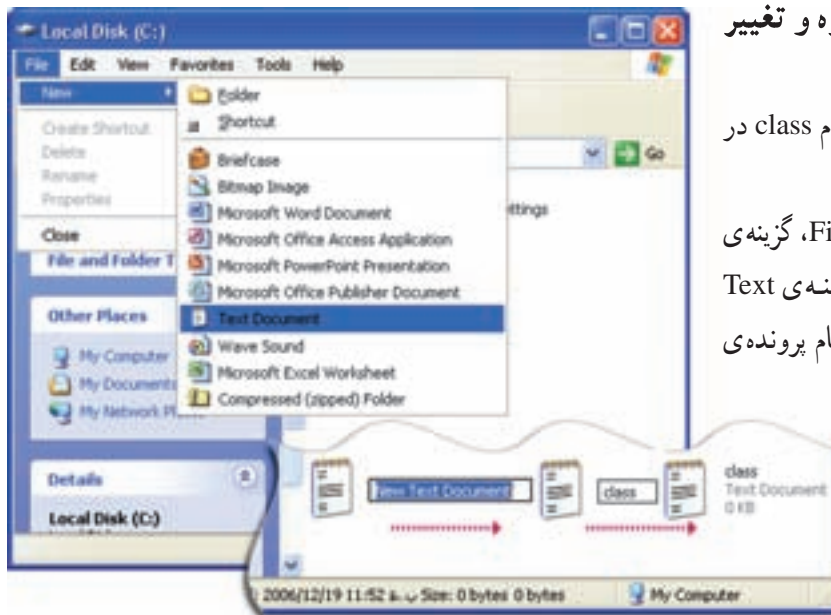 Local Disk (C:)
File Edit View Favorites Tools Help
New
Create Shortcut
Delete
Rename
Properties
Close
Folder
Shortcut
Briefcase
Bitmap Image
Microsoft Word Document
Microsoft Office Access Application
Microsoft PowerPoint Presentation
Microsoft Office Publisher Document
Text Document
Wave Sound
Microsoft Excel Worksheet
Compressed (zipped) Folder
Go
ttings
File and Folder T
Other Places
My Computer
My Documents
My Network Pl
Details
Local Disk (C:)
New Text Document
class
class
Text Document
0 KB
2006/12/19 11:52 Size: 0 bytes 0 bytes My Computer
ه و تغییر
م class در
Fi، گزینه‌ی
نه‌ی Text
ام پرونده‌ی